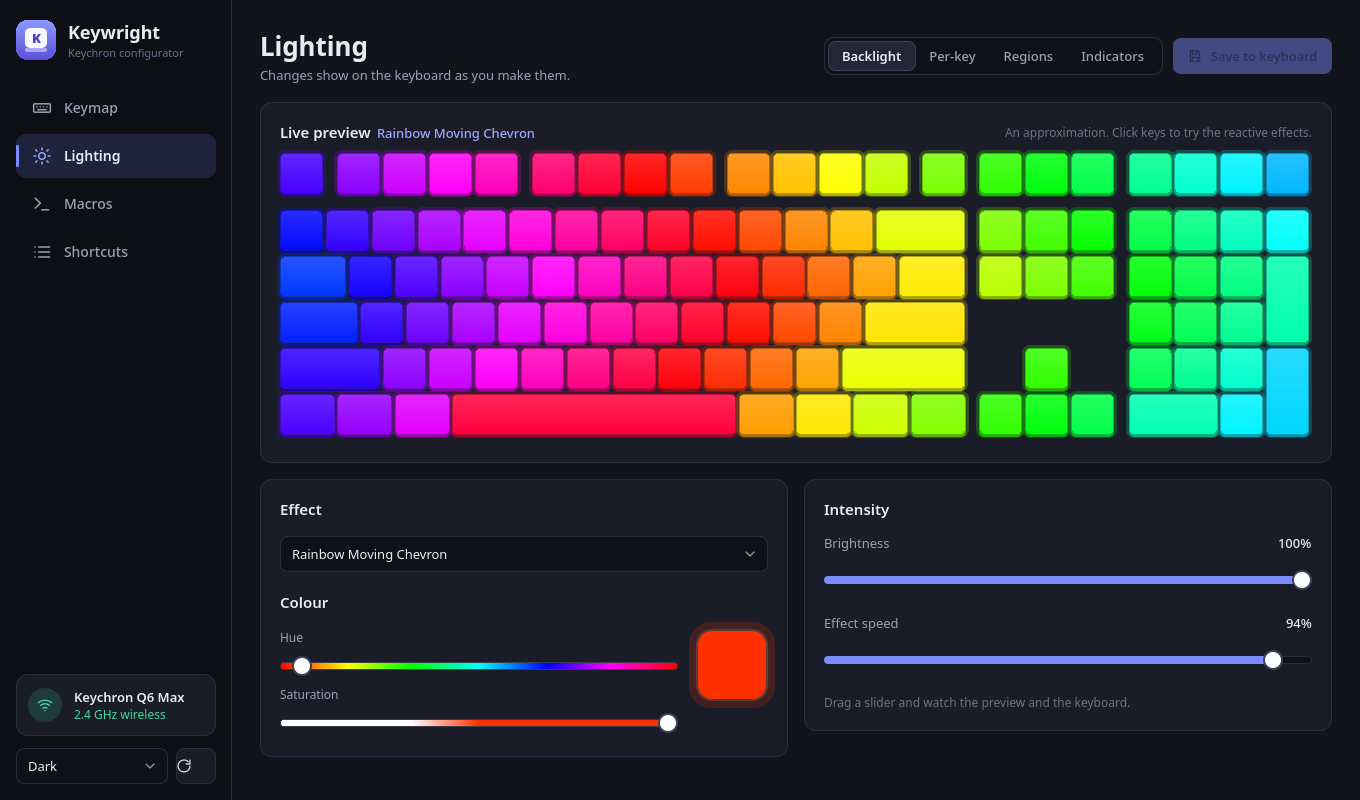 K
Keywright
Keychron configurator
Keymap
Lighting
Macros
Shortcuts
Keychron Q6 Max
2.4 GHz wireless
Dark
Lighting
Changes show on the keyboard as you make them.
Backlight
Per-key
Regions
Indicators
Save to keyboard
Live preview Rainbow Moving Chevron
An approximation. Click keys to try the reactive effects.
Effect
Rainbow Moving Chevron
Colour
Hue
Saturation
Intensity
Brightness 100%
Effect speed 94%
Drag a slider and watch the preview and the keyboard.